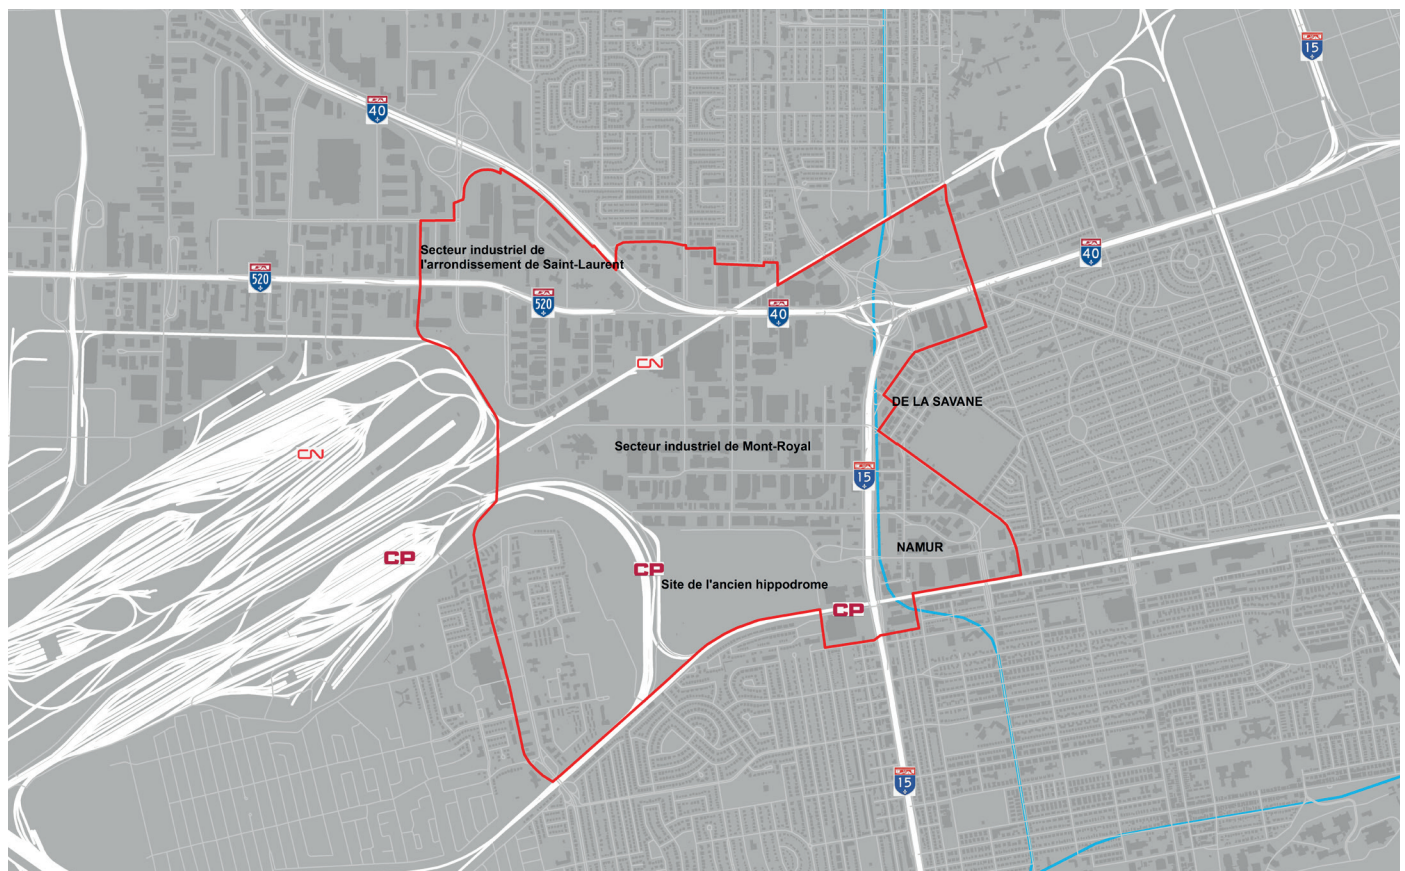 15
40
Secteur industriel de
l'arrondissement de Saint-Laurent
40
520
520
40
CN
DE LA SAVANE
Secteur industriel de Mont-Royal
CN
15
NAMUR
CP
CP
Site de l'ancien hippodrome
CP
15